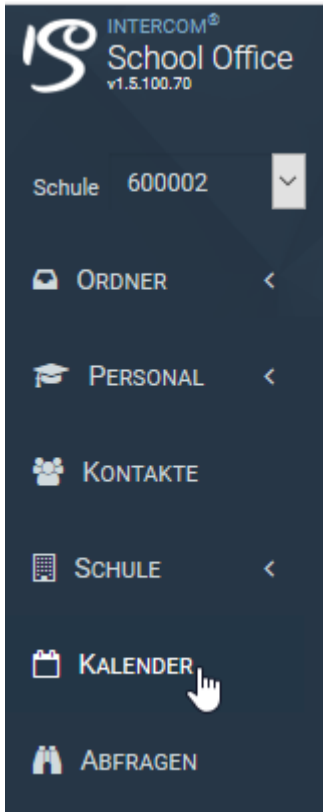 INTERCOM®
School Office
v1.5.100.70
Schule 600002
ORDNER
PERSONAL
KONTAKTE
SCHULE
KALENDER
ABFRAGEN